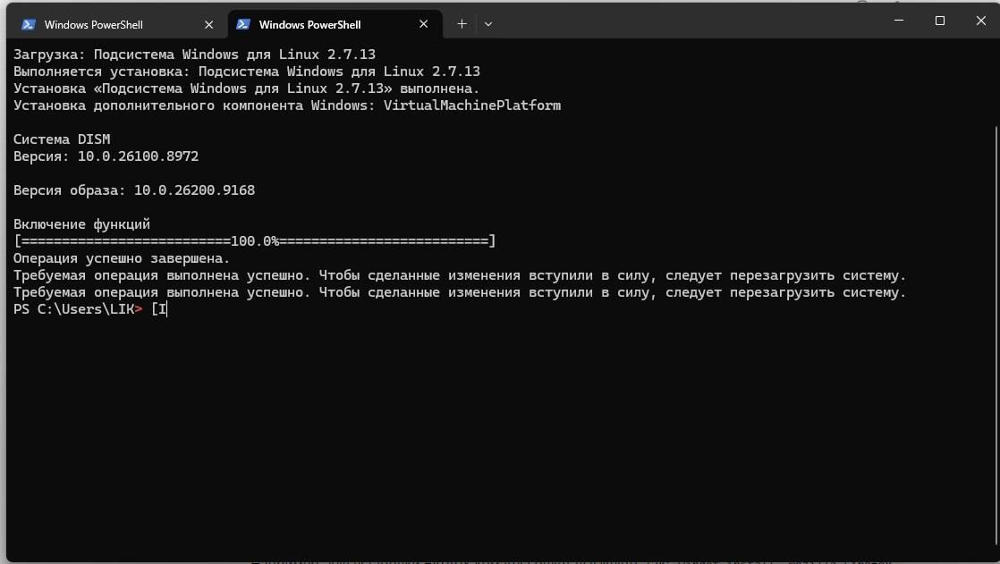 Windows PowerShell
Windows PowerShell
Загрузка: Подсистема Windows для Linux 2.7.13
Выполняется установка: Подсистема Windows для Linux 2.7.13
Установка «Подсистема Windows для Linux 2.7.13» выполнена.
Установка дополнительного компонента Windows: VirtualMachinePlatform
Cистема DISM
Версия: 10.0.26100.8972
Версия образа: 10.0.26200.9168
Включение функций
[==========================100.0%==========================]
Операция успешно завершена.
Требуемая операция выполнена успешно. Чтобы сделанные изменения вступили в силу, следует перезагрузить систему.
Требуемая операция выполнена успешно. Чтобы сделанные изменения вступили в силу, следует перезагрузить систему.
PS C:\Users\LIK> [I